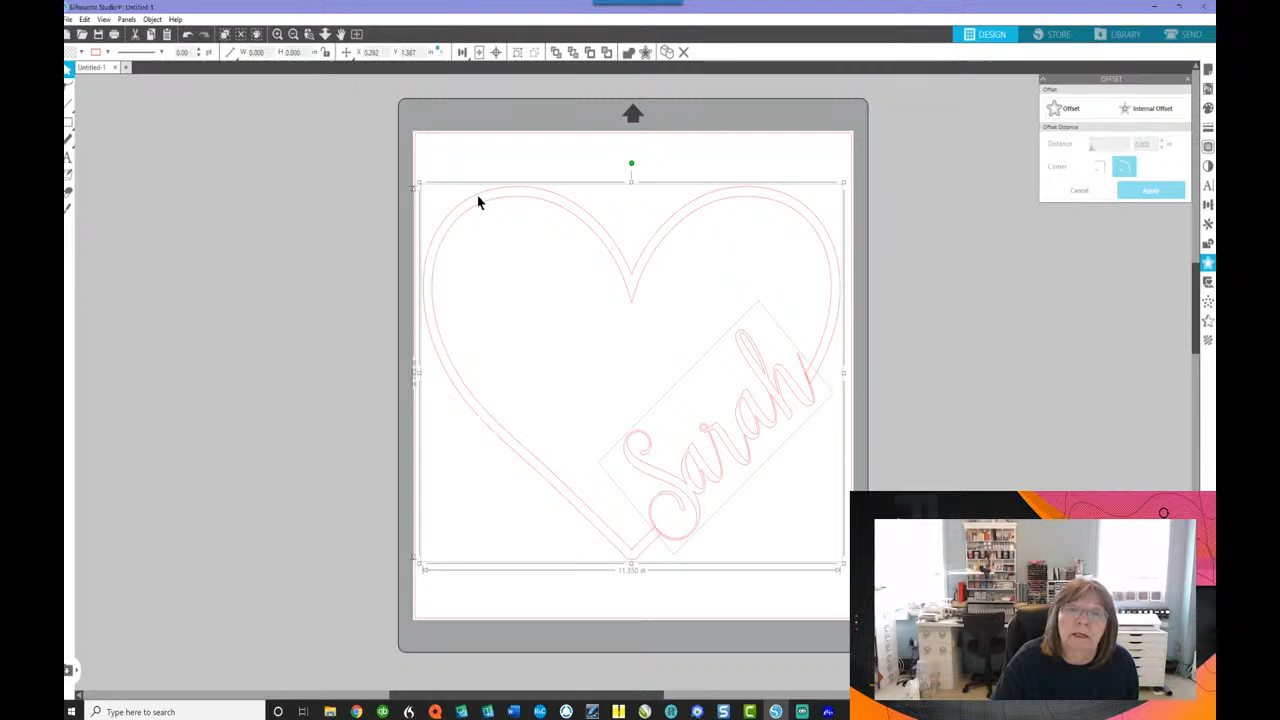 Silhouette Studio®: Untitled-1
File Edit View Panels Object Help
0.00 pt W 0.000 H 0.000 in X 0.262 Y 1.367 in
DESIGN STORE LIBRARY SEND
Untitled-1 × +
OFFSET
Offset
Offset Internal Offset
Offset Distance
Distance 0.000 in
Corner
Cancel Apply
Sarah
11.350 in
Type here to search